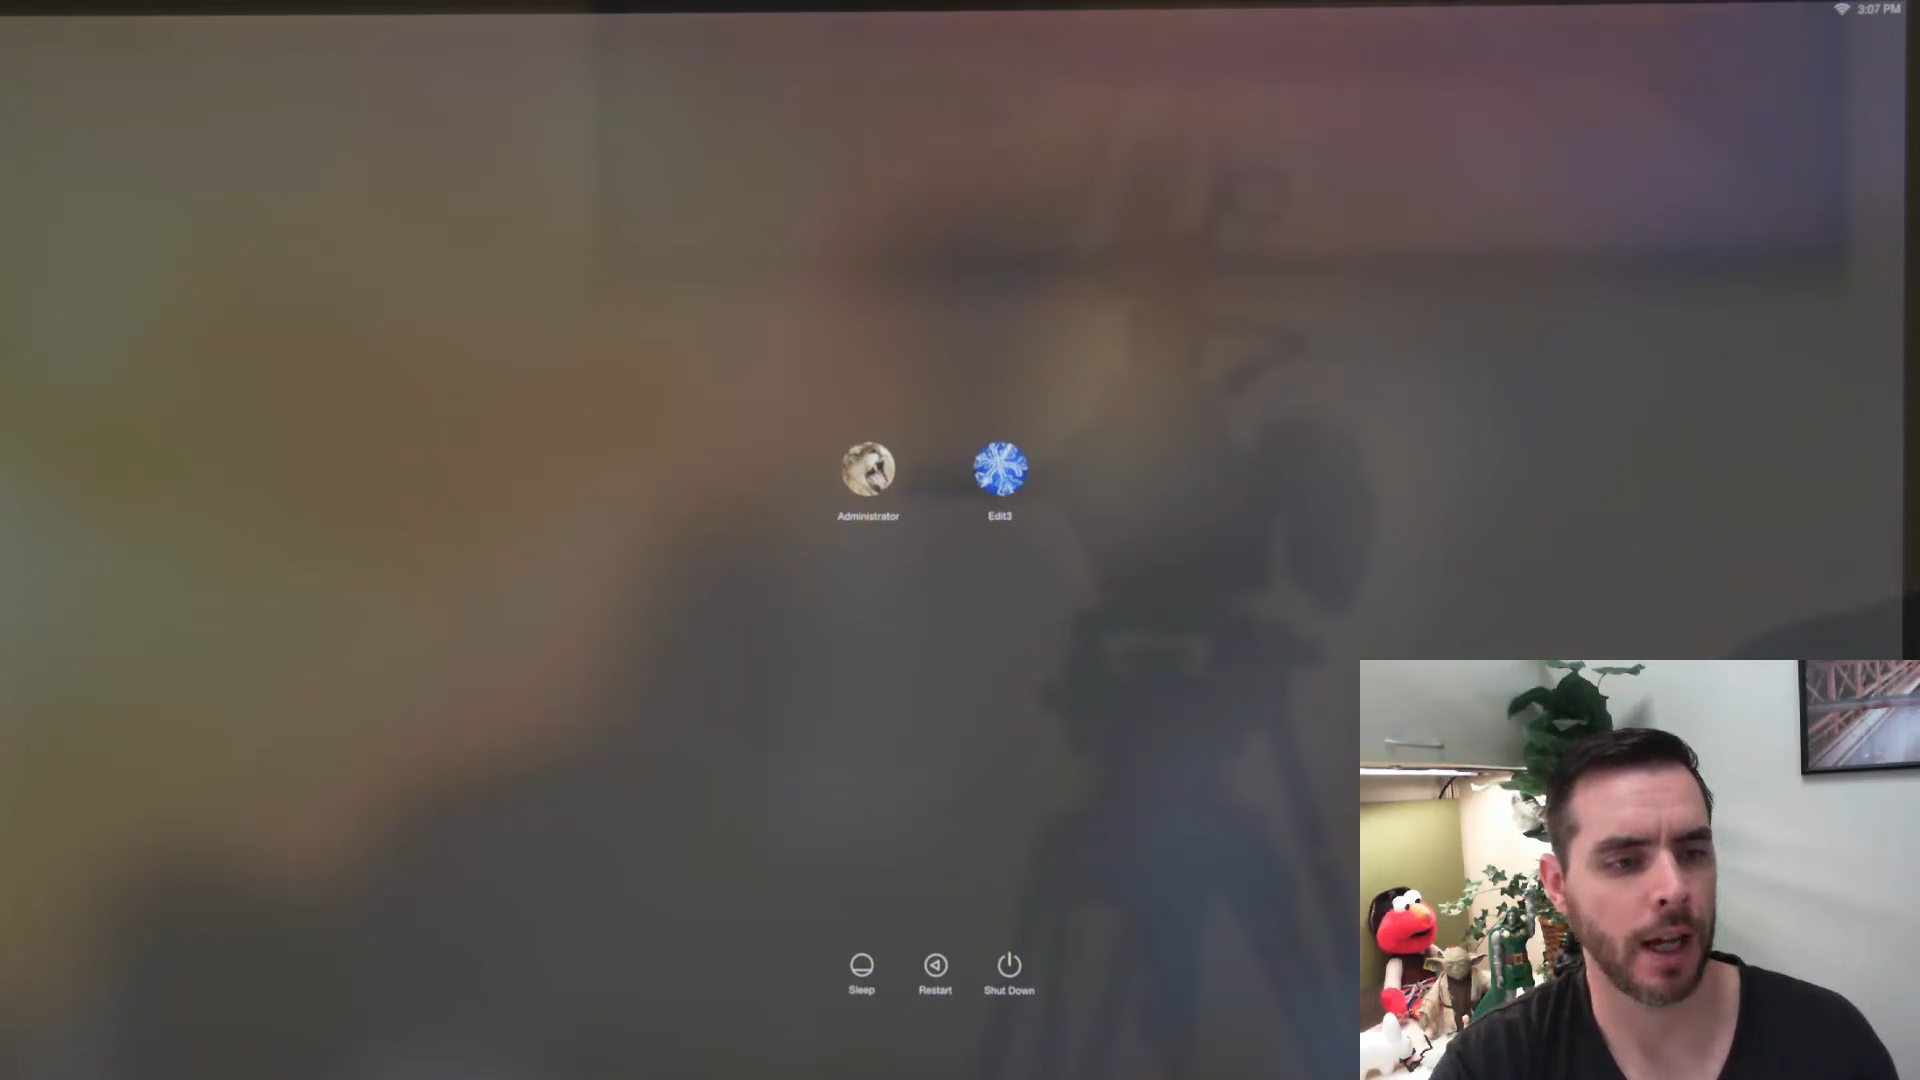 3:07 PM
Administrator
Edit3
Sleep
Restart
Shut Down